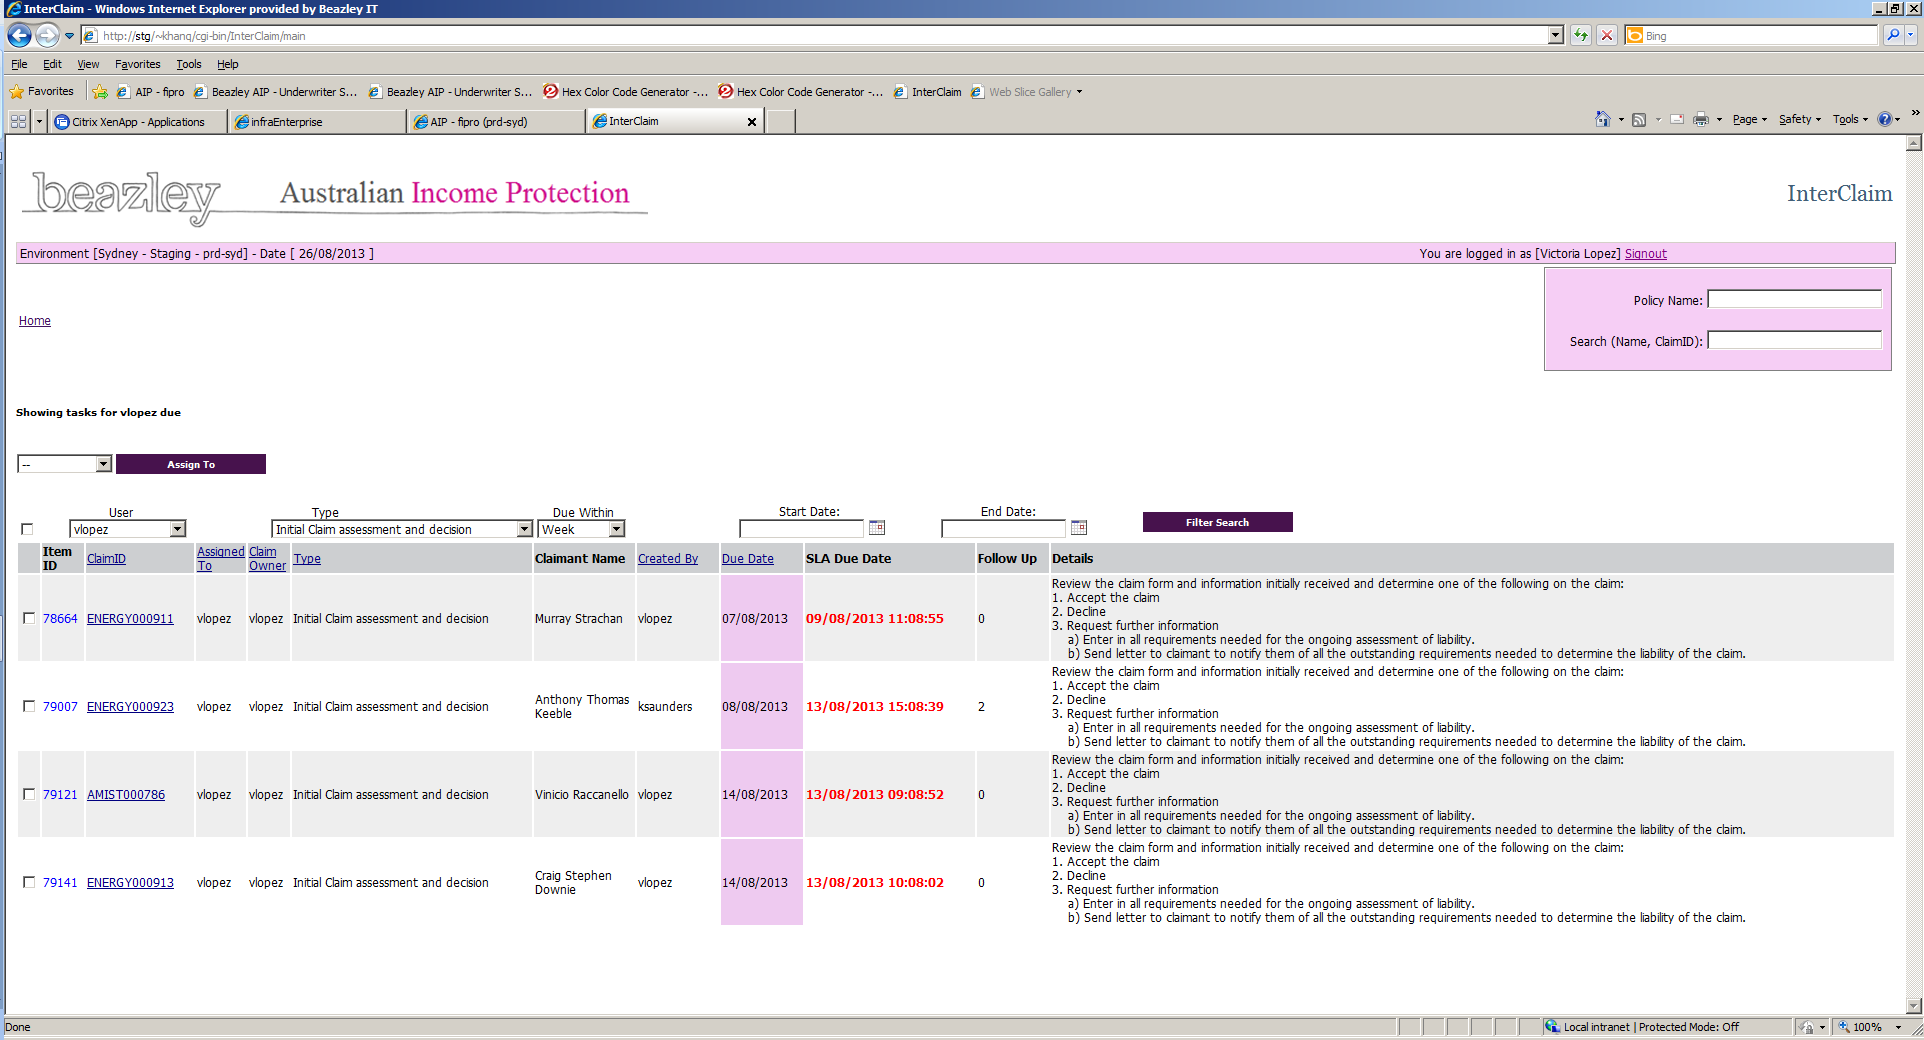 InterClaim - Windows Internet Explorer provided by Beazley IT
http://stg/~khanq/cgi-bin/InterClaim/main
Bing
File Edit View Favorites Tools Help
Favorites AIP - fipro Beazley AIP - Underwriter S... Beazley AIP - Underwriter S... Hex Color Code Generator -... Hex Color Code Generator -... InterClaim Web Slice Gallery
Citrix XenApp - Applications infraEnterprise AIP - fipro (prd-syd) InterClaim Page Safety Tools
beazley Australian Income Protection InterClaim
Environment [Sydney - Staging - prd-syd] - Date [ 26/08/2013 ] You are logged in as [Victoria Lopez] Signout
Policy Name:
Home
Search (Name, ClaimID):
Showing tasks for vlopez due
-- Assign To
User Type Due Within Start Date: End Date:
vlopez Initial Claim assessment and decision Week Filter Search
Item ID ClaimID Assigned To Claim Owner Type Claimant Name Created By Due Date SLA Due Date Follow Up Details
78664 ENERGY000911 vlopez vlopez Initial Claim assessment and decision Murray Strachan vlopez 07/08/2013 09/08/2013 11:08:55 0
Review the claim form and information initially received and determine one of the following on the claim:
1. Accept the claim
2. Decline
3. Request further information
a) Enter in all requirements needed for the ongoing assessment of liability.
b) Send letter to claimant to notify them of all the outstanding requirements needed to determine the liability of the claim.
79007 ENERGY000923 vlopez vlopez Initial Claim assessment and decision Anthony Thomas Keeble ksaunders 08/08/2013 13/08/2013 15:08:39 2
Review the claim form and information initially received and determine one of the following on the claim:
1. Accept the claim
2. Decline
3. Request further information
a) Enter in all requirements needed for the ongoing assessment of liability.
b) Send letter to claimant to notify them of all the outstanding requirements needed to determine the liability of the claim.
79121 AMIST000786 vlopez vlopez Initial Claim assessment and decision Vinicio Raccanello vlopez 14/08/2013 13/08/2013 09:08:52 0
Review the claim form and information initially received and determine one of the following on the claim:
1. Accept the claim
2. Decline
3. Request further information
a) Enter in all requirements needed for the ongoing assessment of liability.
b) Send letter to claimant to notify them of all the outstanding requirements needed to determine the liability of the claim.
79141 ENERGY000913 vlopez vlopez Initial Claim assessment and decision Craig Stephen Downie vlopez 14/08/2013 13/08/2013 10:08:02 0
Review the claim form and information initially received and determine one of the following on the claim:
1. Accept the claim
2. Decline
3. Request further information
a) Enter in all requirements needed for the ongoing assessment of liability.
b) Send letter to claimant to notify them of all the outstanding requirements needed to determine the liability of the claim.
Done Local intranet | Protected Mode: Off 100%